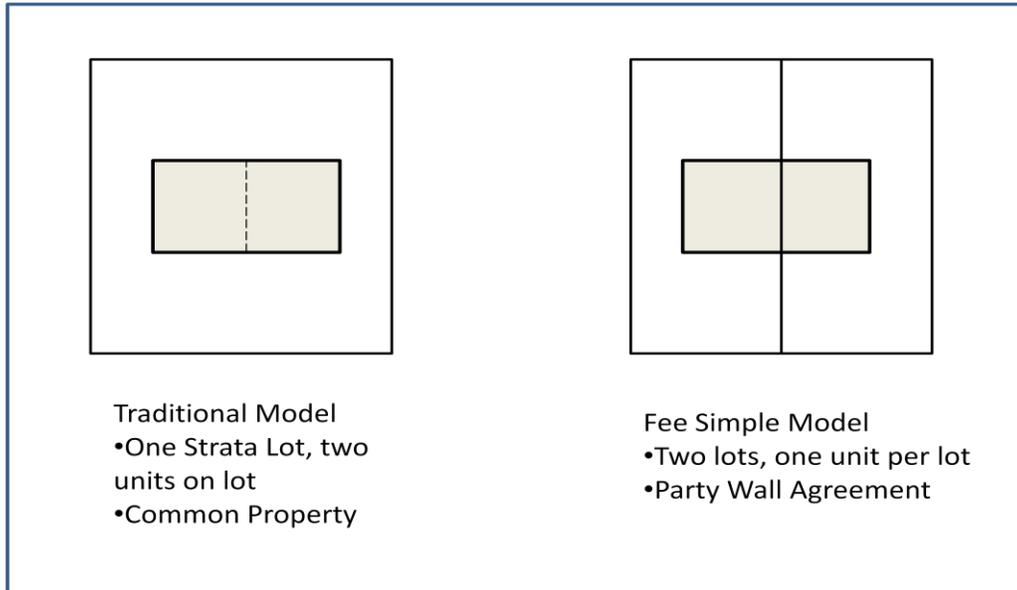 Traditional Model
•One Strata Lot, two
units on lot
•Common Property
Fee Simple Model
•Two lots, one unit per lot
•Party Wall Agreement